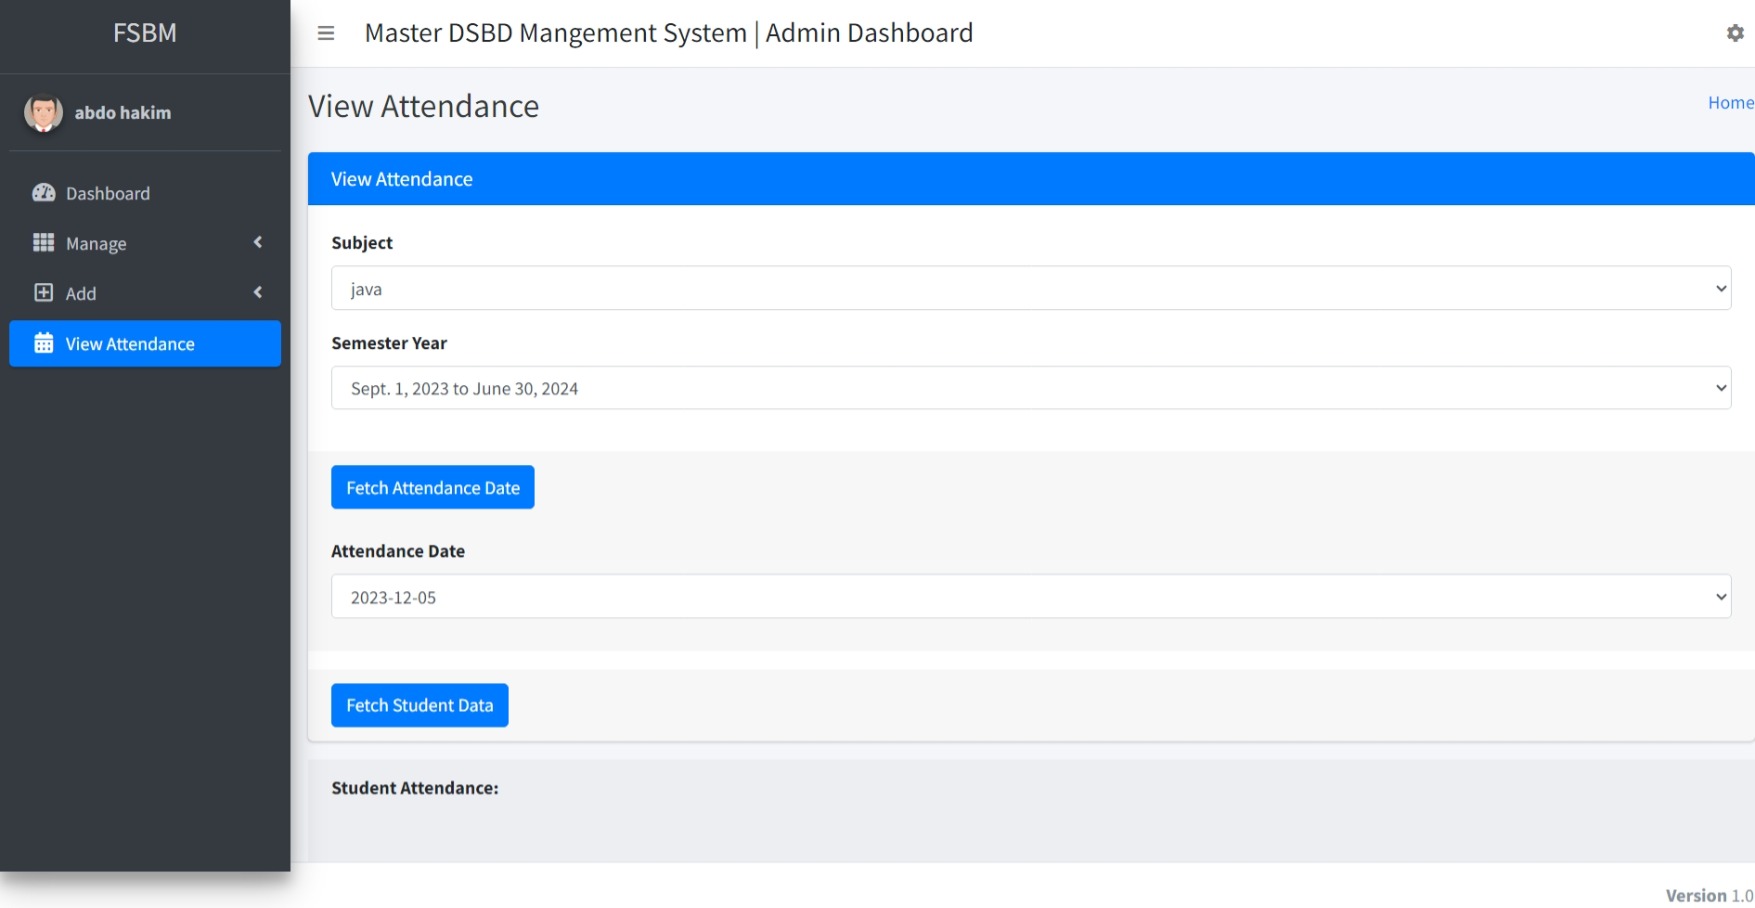 FSBM
Master DSBD Mangement System | Admin Dashboard
abdo hakim
Dashboard
Manage
Add
View Attendance
View Attendance
Home
View Attendance
Subject
java
Semester Year
Sept. 1, 2023 to June 30, 2024
Fetch Attendance Date
Attendance Date
2023-12-05
Fetch Student Data
Student Attendance:
Version 1.0